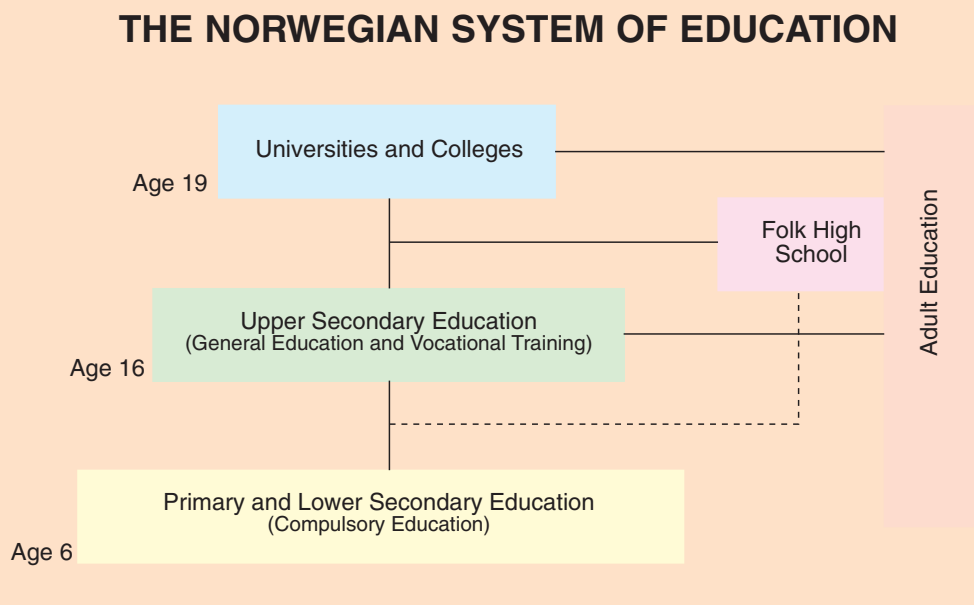 THE NORWEGIAN SYSTEM OF EDUCATION
Universities and Colleges
Age 19
Folk High
School
Adult Education
Upper Secondary Education
(General Education and Vocational Training)
Age 16
Primary and Lower Secondary Education
(Compulsory Education)
Age 6